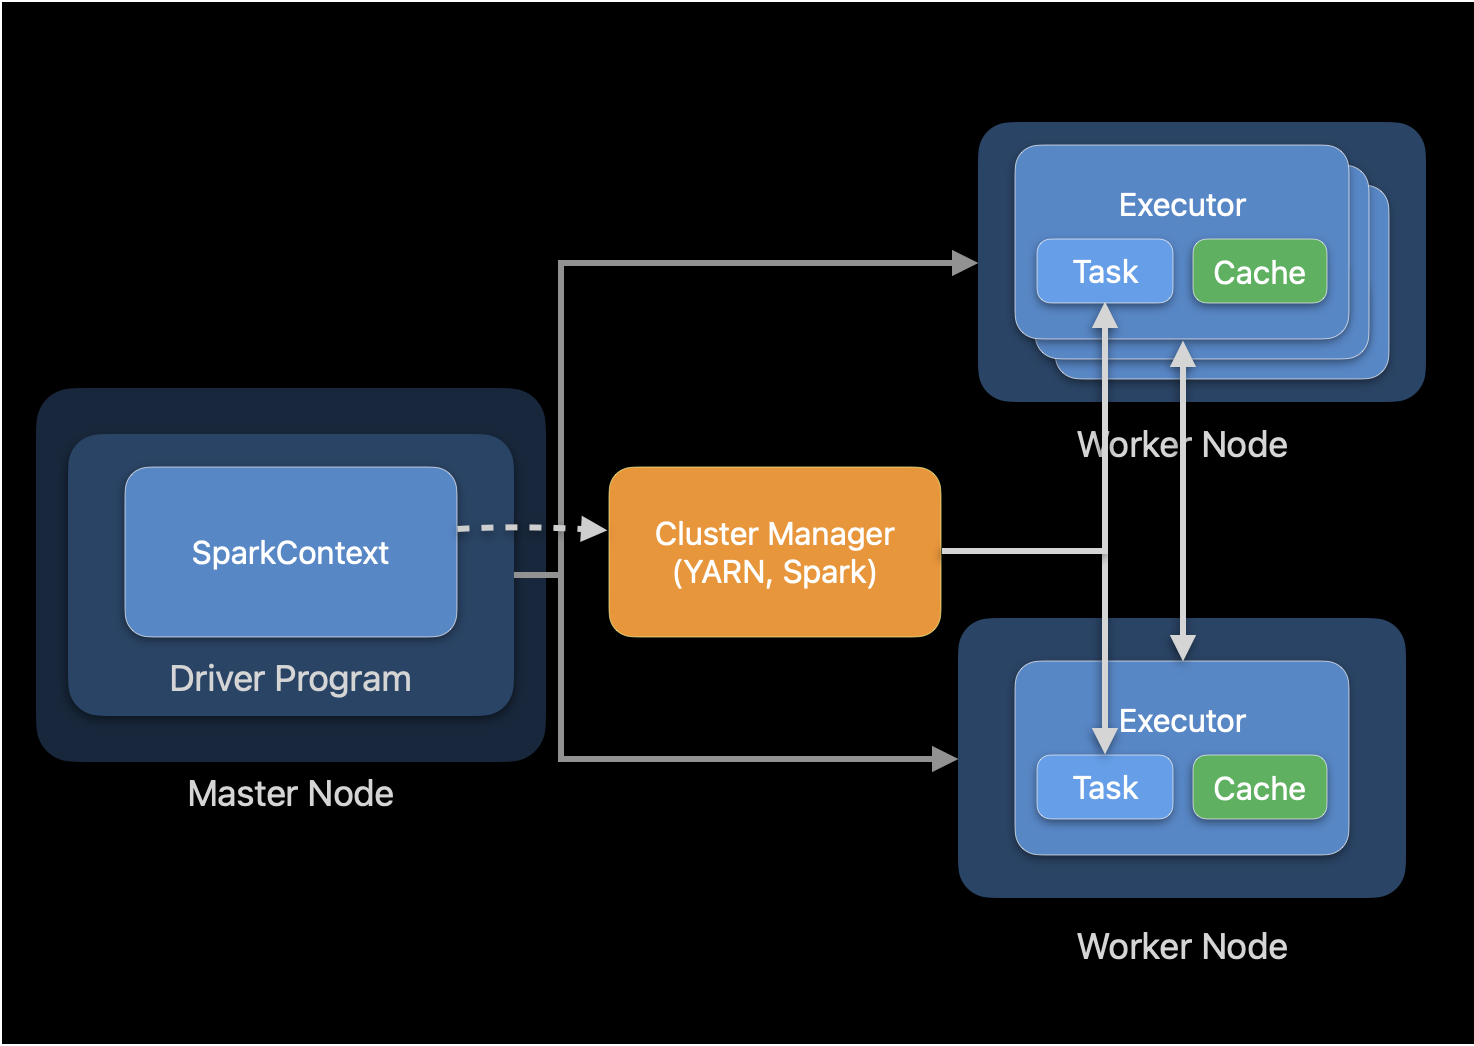 Executor
Task
Cache
Worker Node
SparkContext
Driver Program
Master Node
Cluster Manager
(YARN, Spark)
Executor
Task
Cache
Worker Node